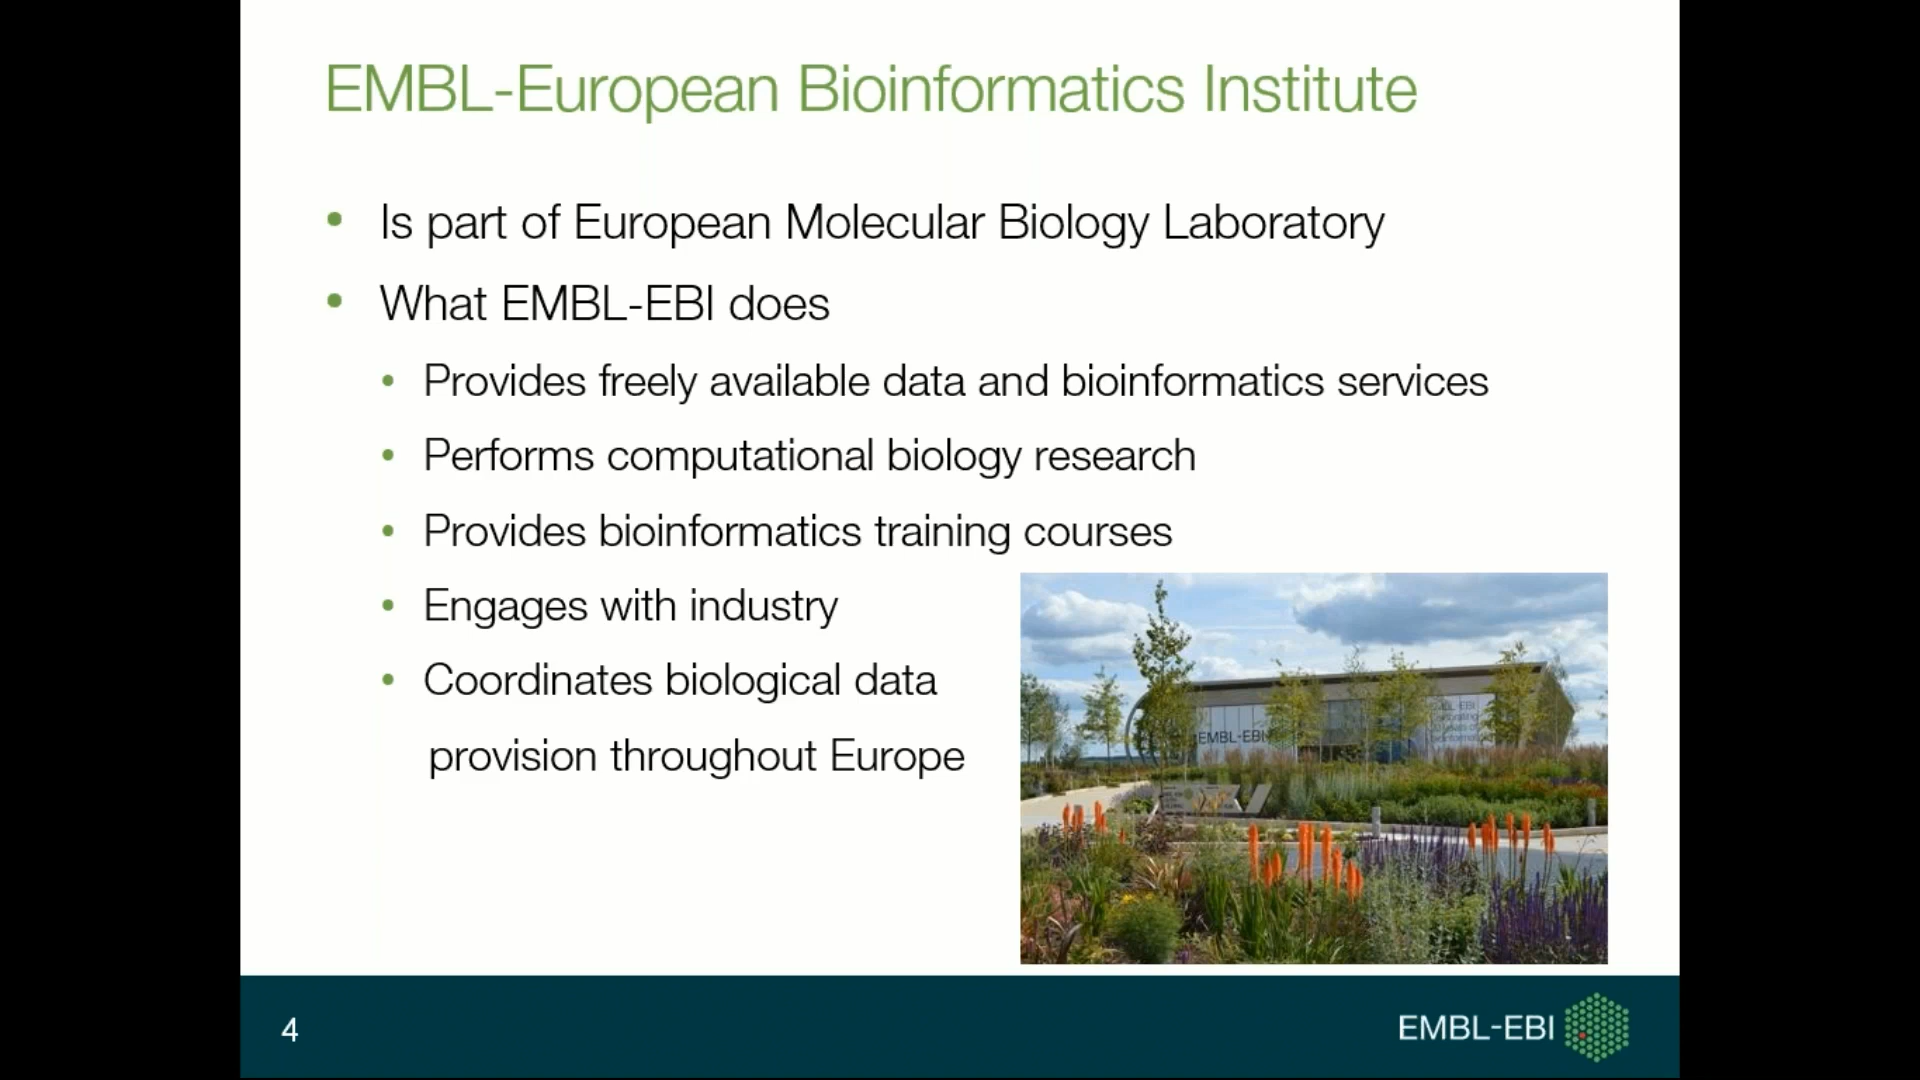 EMBL-European Bioinformatics Institute
• Is part of European Molecular Biology Laboratory
• What EMBL-EBI does
• Provides freely available data and bioinformatics services
• Performs computational biology research
• Provides bioinformatics training courses
• Engages with industry
• Coordinates biological data
provision throughout Europe
EMBL-EBI
EMBL-EBI
4
EMBL-EBI